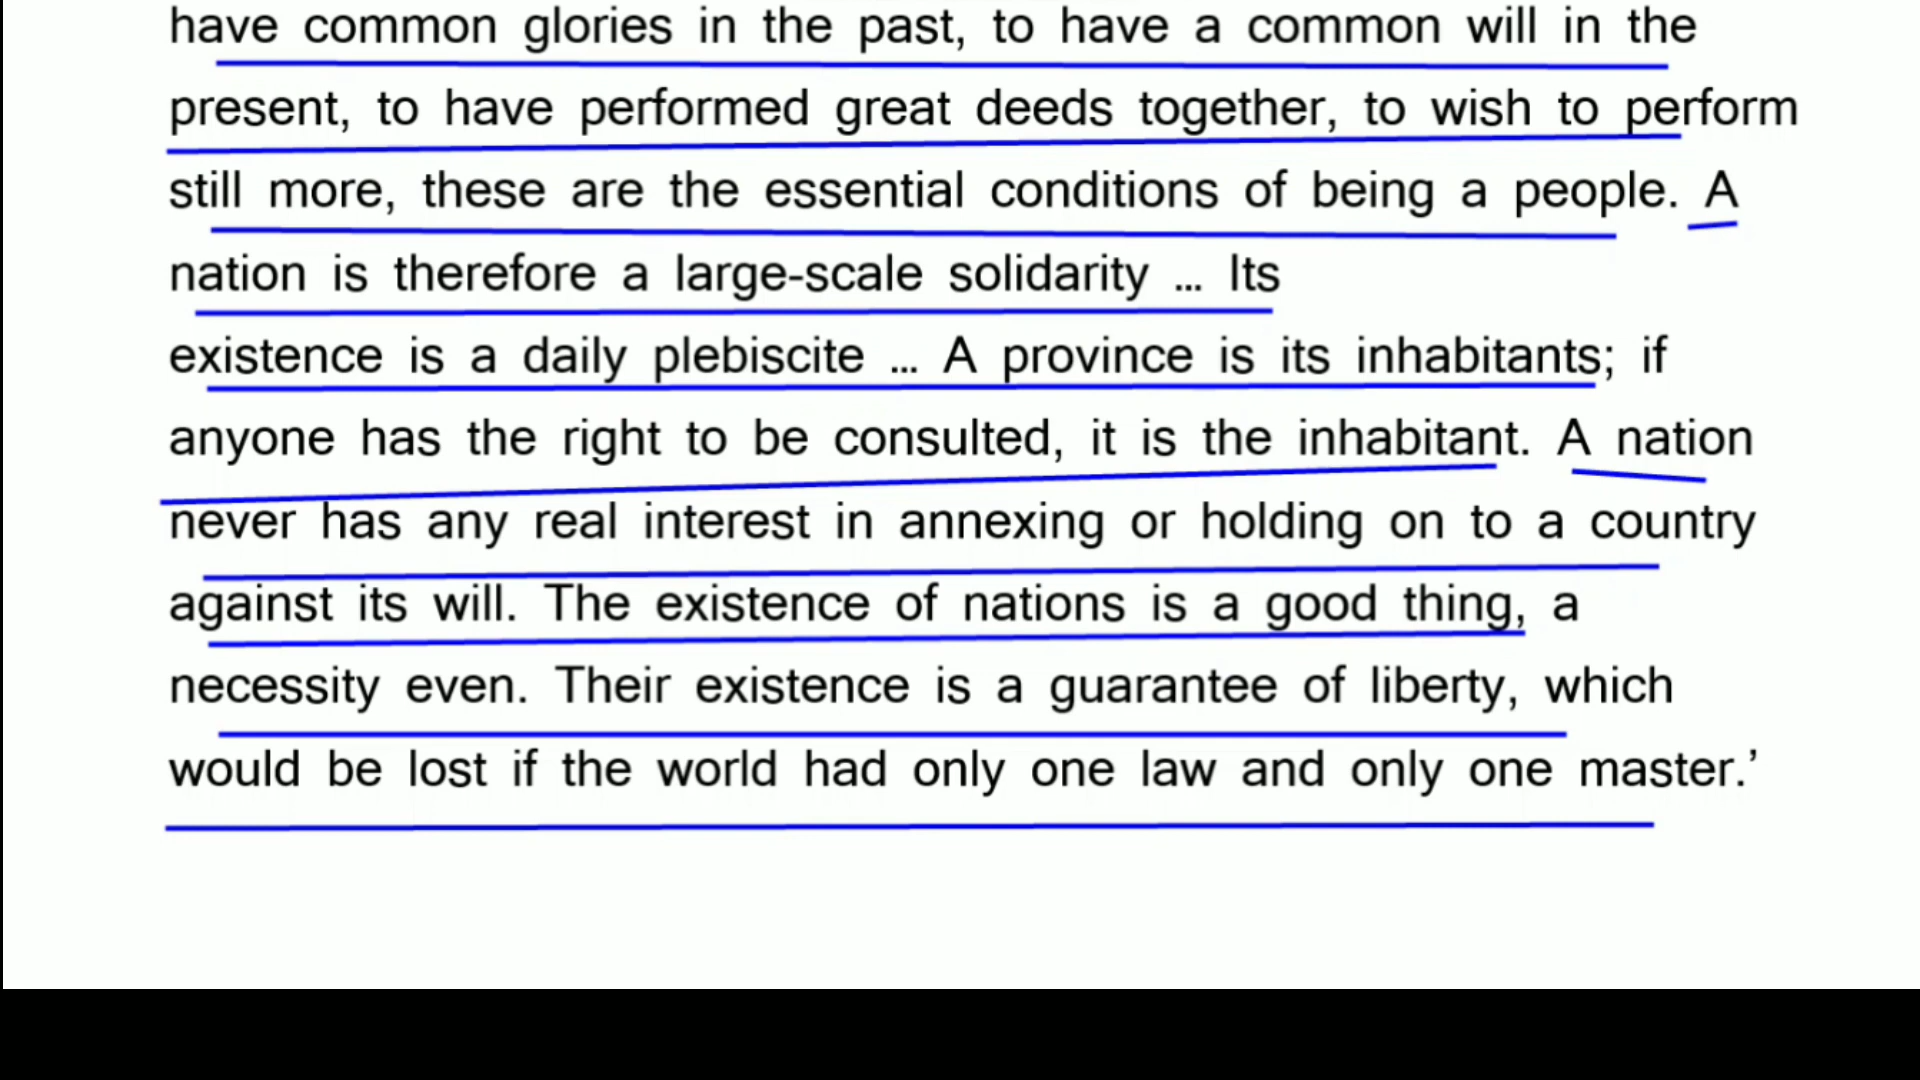 have common glories in the past, to have a common will in the
present, to have performed great deeds together, to wish to perform
still more, these are the essential conditions of being a people. A
nation is therefore a large-scale solidarity ... Its
existence is a daily plebiscite ... A province is its inhabitants; if
anyone has the right to be consulted, it is the inhabitant. A nation
never has any real interest in annexing or holding on to a country
against its will. The existence of nations is a good thing, a
necessity even. Their existence is a guarantee of liberty, which
would be lost if the world had only one law and only one master.’